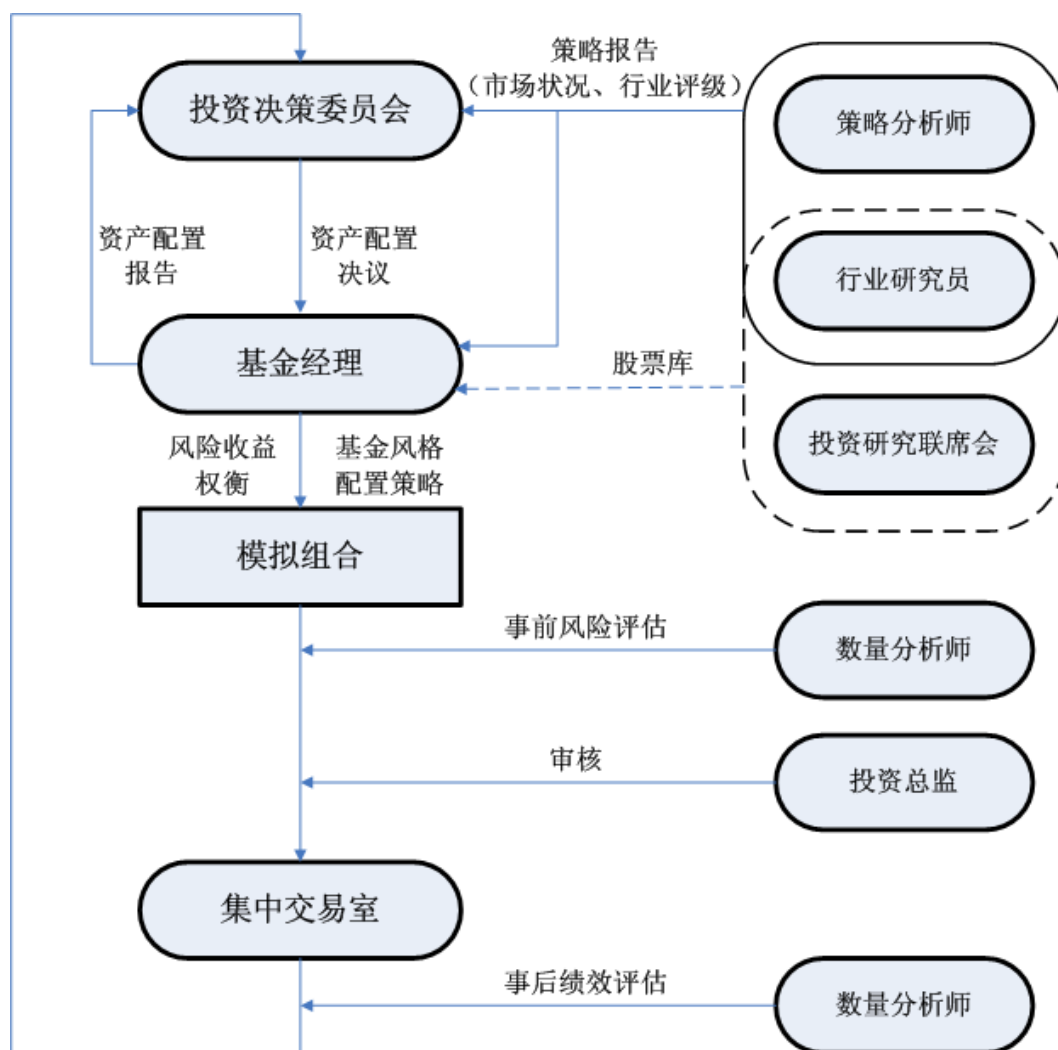 策略报告
（市场状况、行业评级）
投资决策委员会
策略分析师
资产配置
报告
资产配置
决议
行业研究员
基金经理
股票库
风险收益
权衡
基金风格
配置策略
投资研究联席会
模拟组合
事前风险评估
数量分析师
审核
投资总监
集中交易室
事后绩效评估
数量分析师